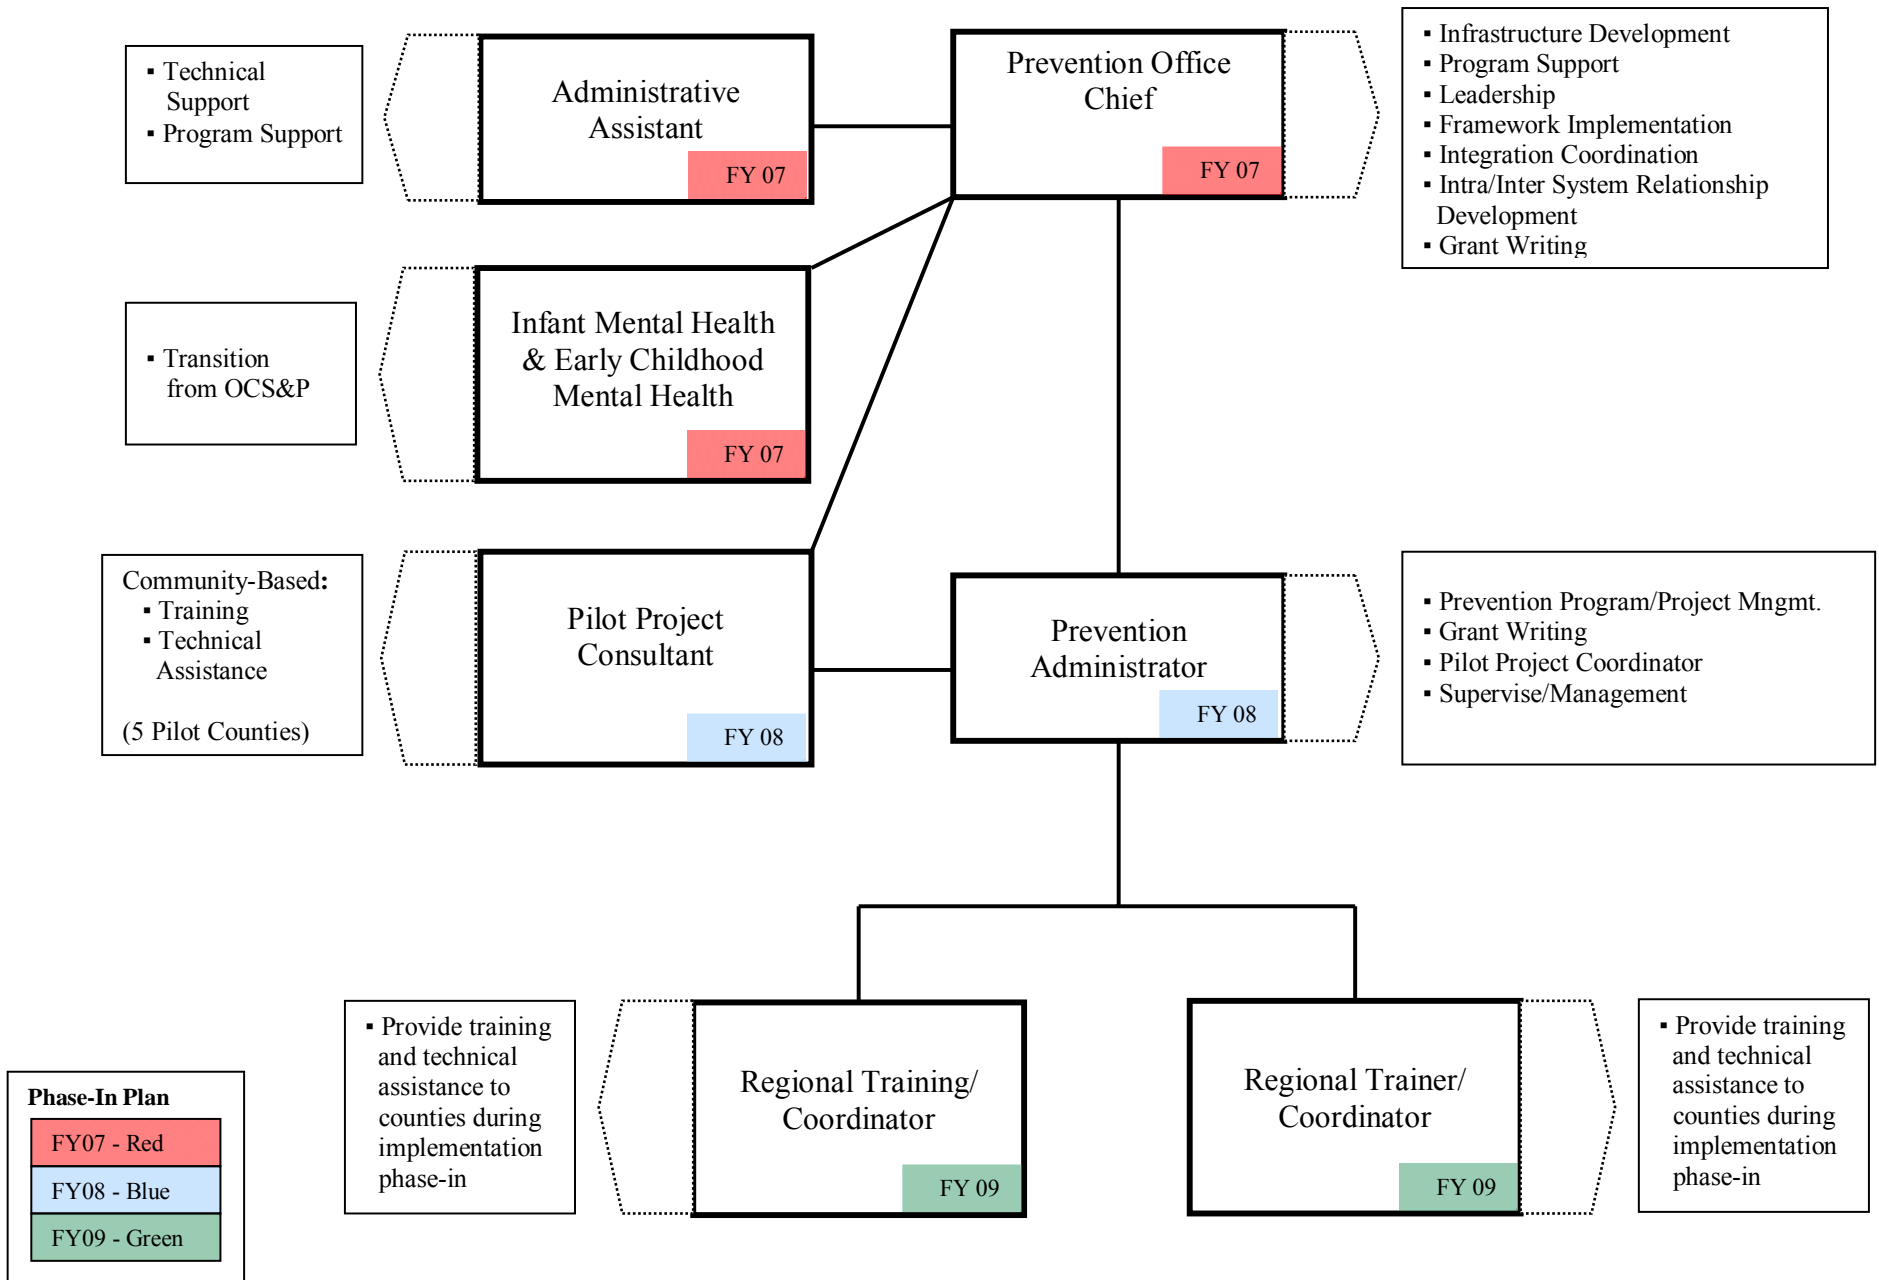 ▪ Technical
Support
▪ Program Support
Administrative
Assistant
FY 07
Prevention Office
Chief
FY 07
▪ Infrastructure Development
▪ Program Support
▪ Leadership
▪ Framework Implementation
▪ Integration Coordination
▪ Intra/Inter System Relationship
Development
▪ Grant Writing
▪ Transition
from OCS&P
Infant Mental Health
& Early Childhood
Mental Health
FY 07
Community-Based:
▪ Training
▪ Technical
Assistance
(5 Pilot Counties)
Pilot Project
Consultant
FY 08
Prevention
Administrator
FY 08
▪ Prevention Program/Project Mngmt.
▪ Grant Writing
▪ Pilot Project Coordinator
▪ Supervise/Management
▪ Provide training
and technical
assistance to
counties during
implementation
phase-in
Regional Training/
Coordinator
FY 09
Regional Trainer/
Coordinator
FY 09
▪ Provide training
and technical
assistance to
counties during
implementation
phase-in
Phase-In Plan
FY07 - Red
FY08 - Blue
FY09 - Green